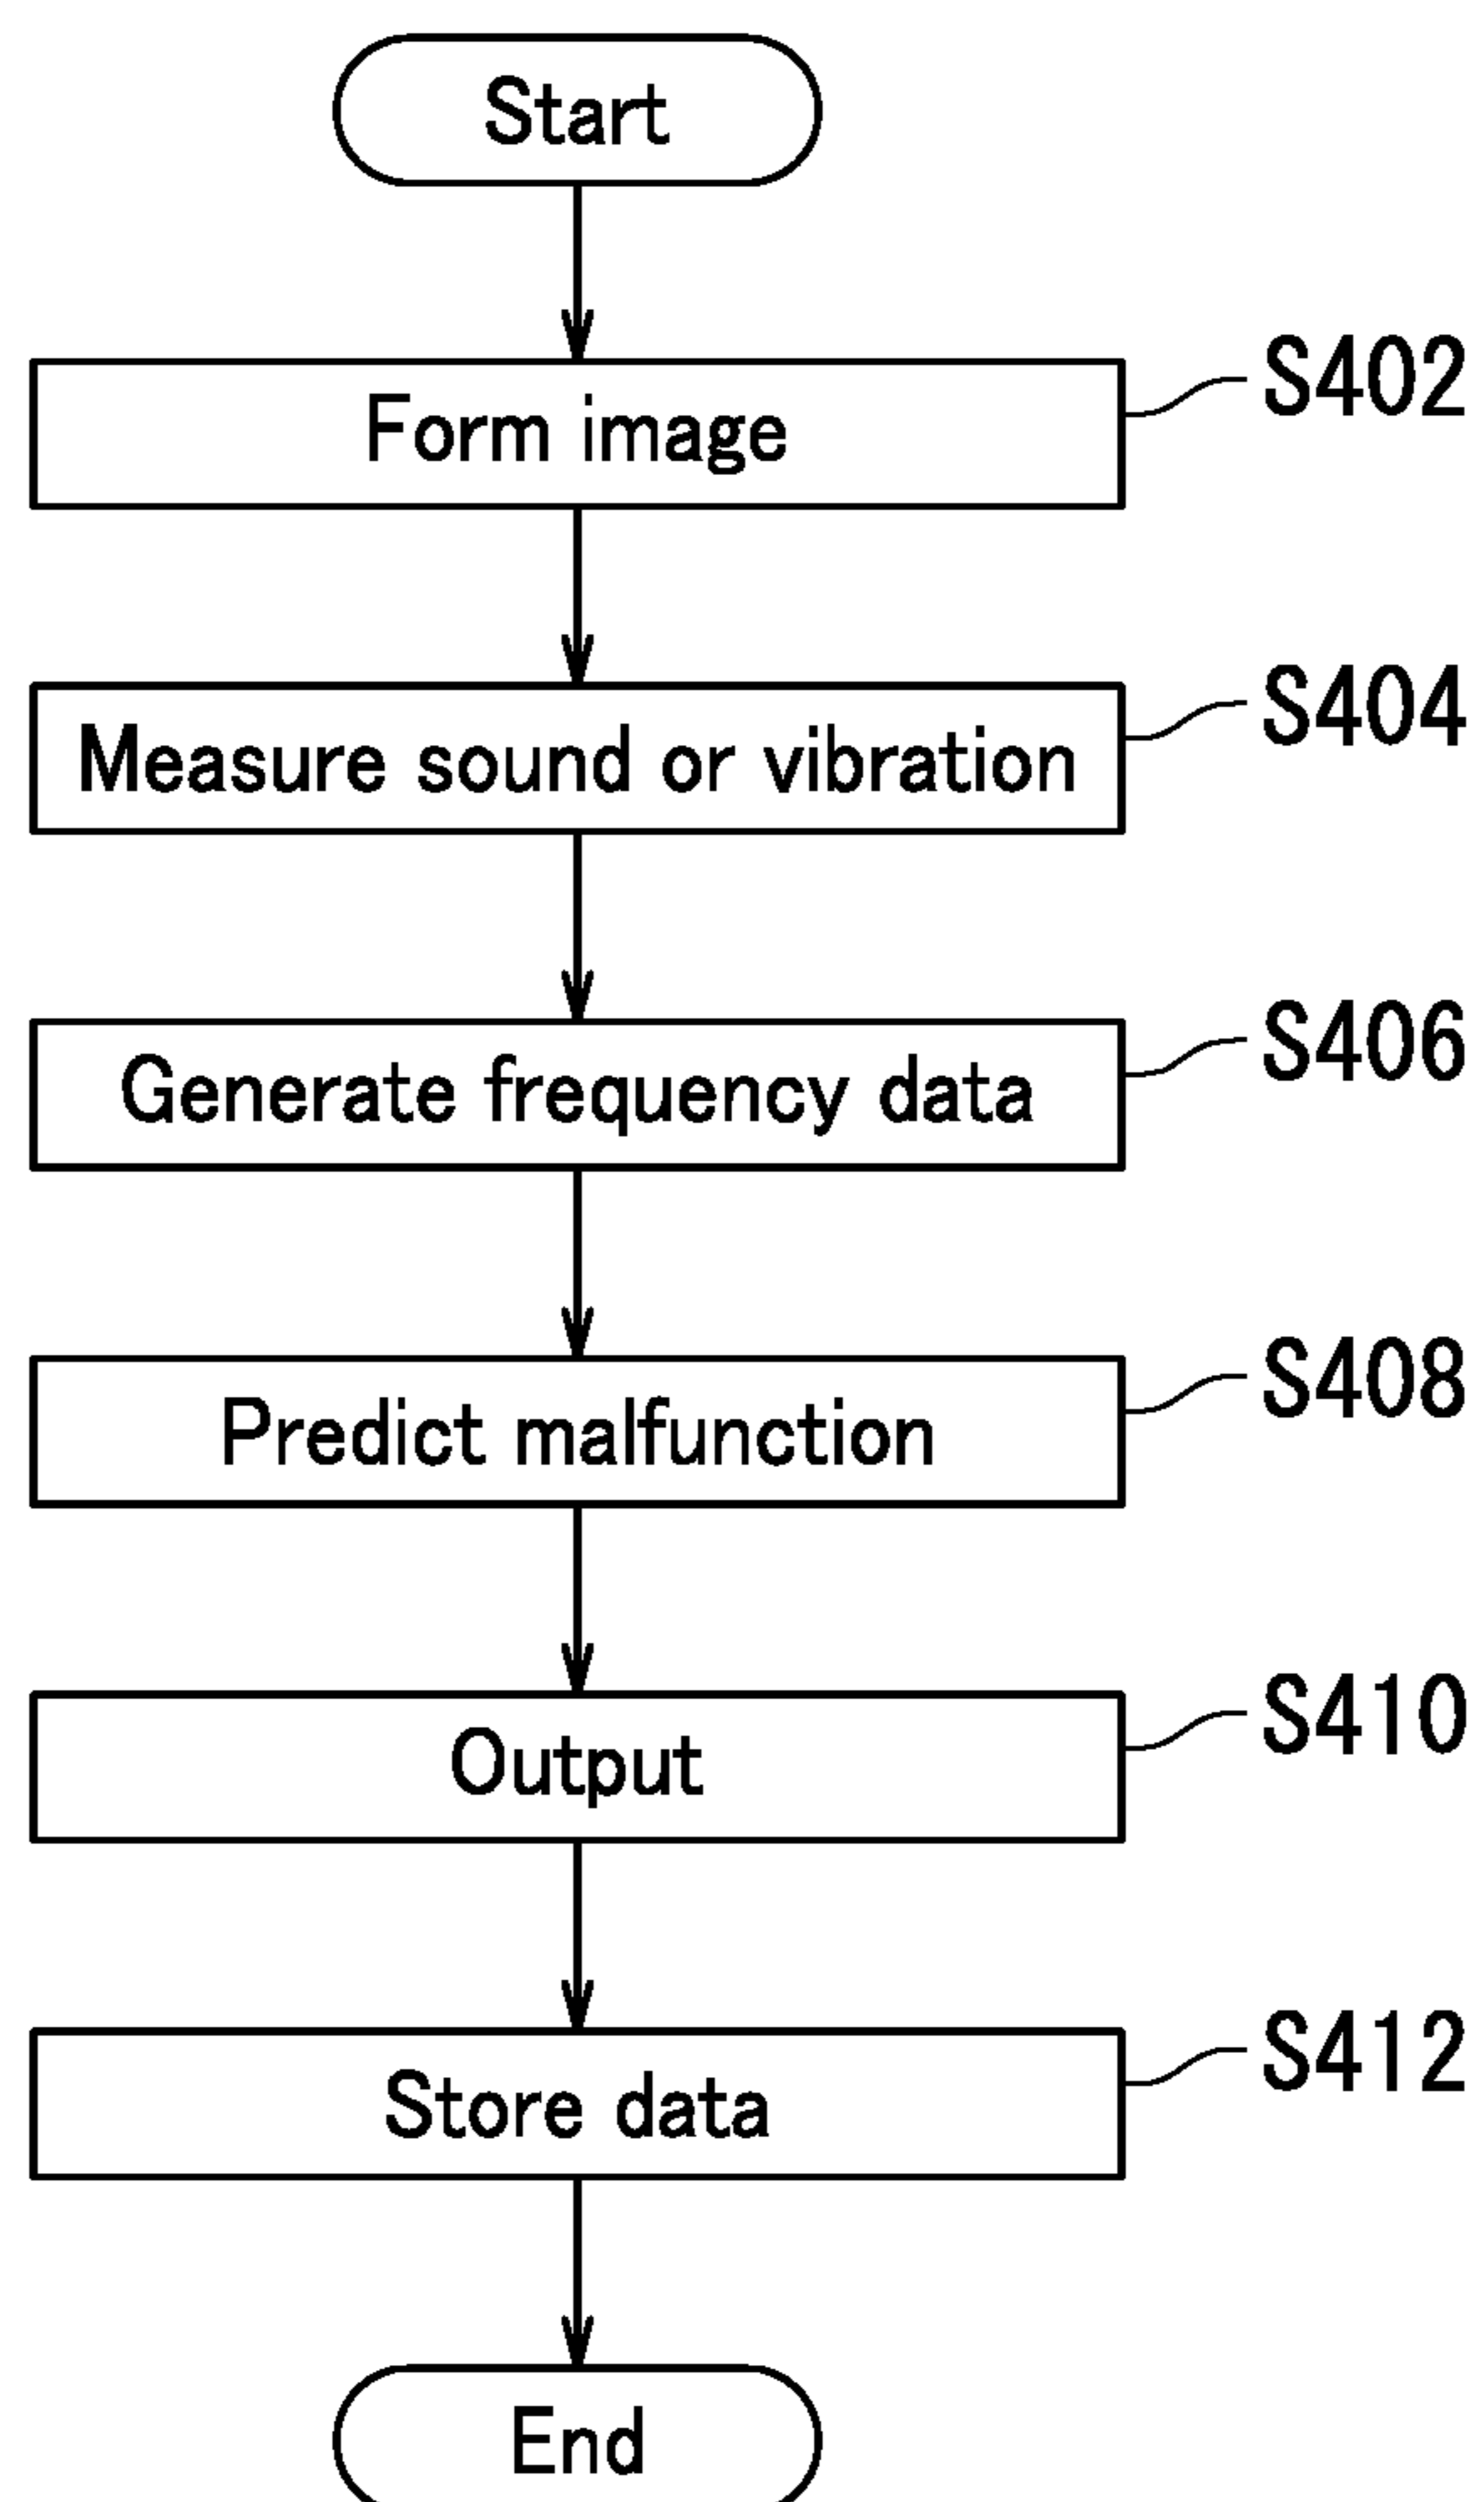 Start
Form image
S402
Measure sound or vibration
S404
Generate frequency data
S406
Predict malfunction
S408
Output
S410
Store data
S412
End